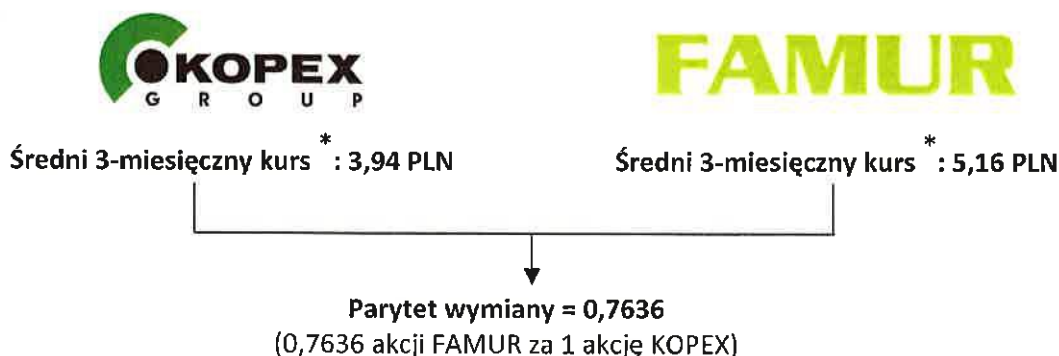 KOPEX
GROUP
FAMUR
Średni 3-miesięczny kurs *: 3,94 PLN
Średni 3-miesięczny kurs *: 5,16 PLN
Parytet wymiany = 0,7636
(0,7636 akcji FAMUR za 1 akcję KOPEX)